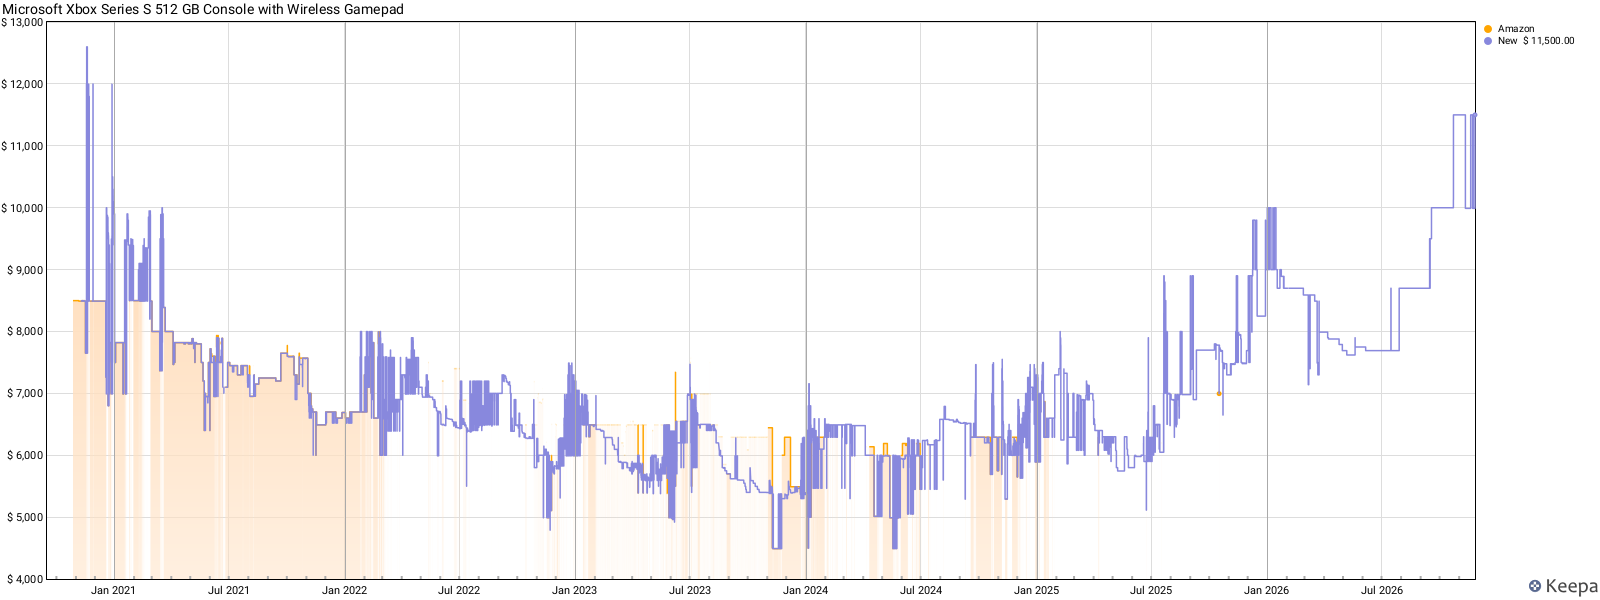 Microsoft Xbox Series S 512 GB Console with Wireless Gamepad
$ 13,000
$ 12,000
$ 11,000
$ 10,000
$ 9,000
$ 8,000
$ 7,000
$ 6,000
$ 5,000
$ 4,000
Jan 2021 Jul 2021 Jan 2022 Jul 2022 Jan 2023 Jul 2023 Jan 2024 Jul 2024 Jan 2025 Jul 2025 Jan 2026 Jul 2026
Amazon
New $ 11,500.00
Keepa